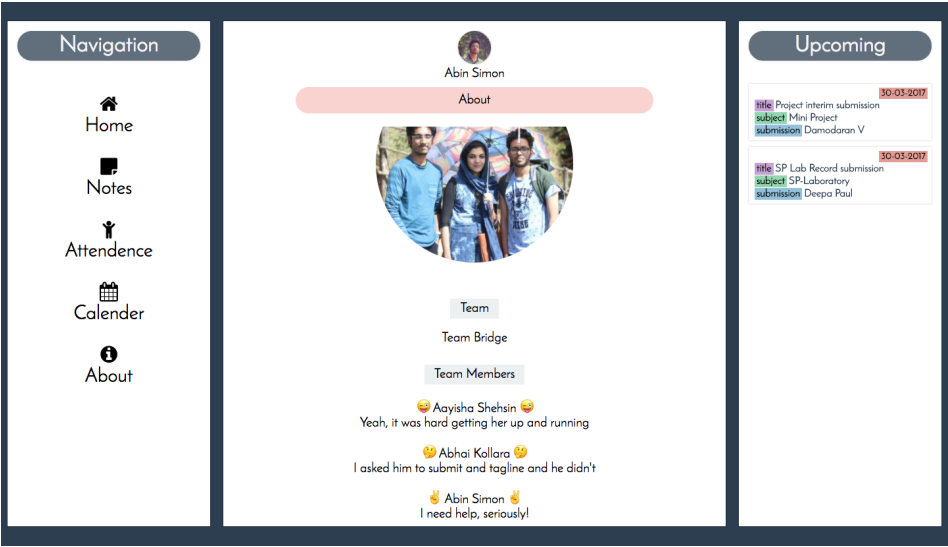 Navigation
Home
Notes
Attendence
Calender
About
Abin Simon
About
Team
Team Bridge
Team Members
😜 Aayisha Shehsin 😜
Yeah, it was hard getting her up and running
🤔 Abhai Kollara 🤔
I asked him to submit and tagline and he didn't
✌ Abin Simon ✌
I need help, seriously!
Upcoming
30-03-2017
title Project interim submission
subject Mini Project
submission Damodaran V
30-03-2017
title SP Lab Record submission
subject SP-Laboratory
submission Deepa Paul